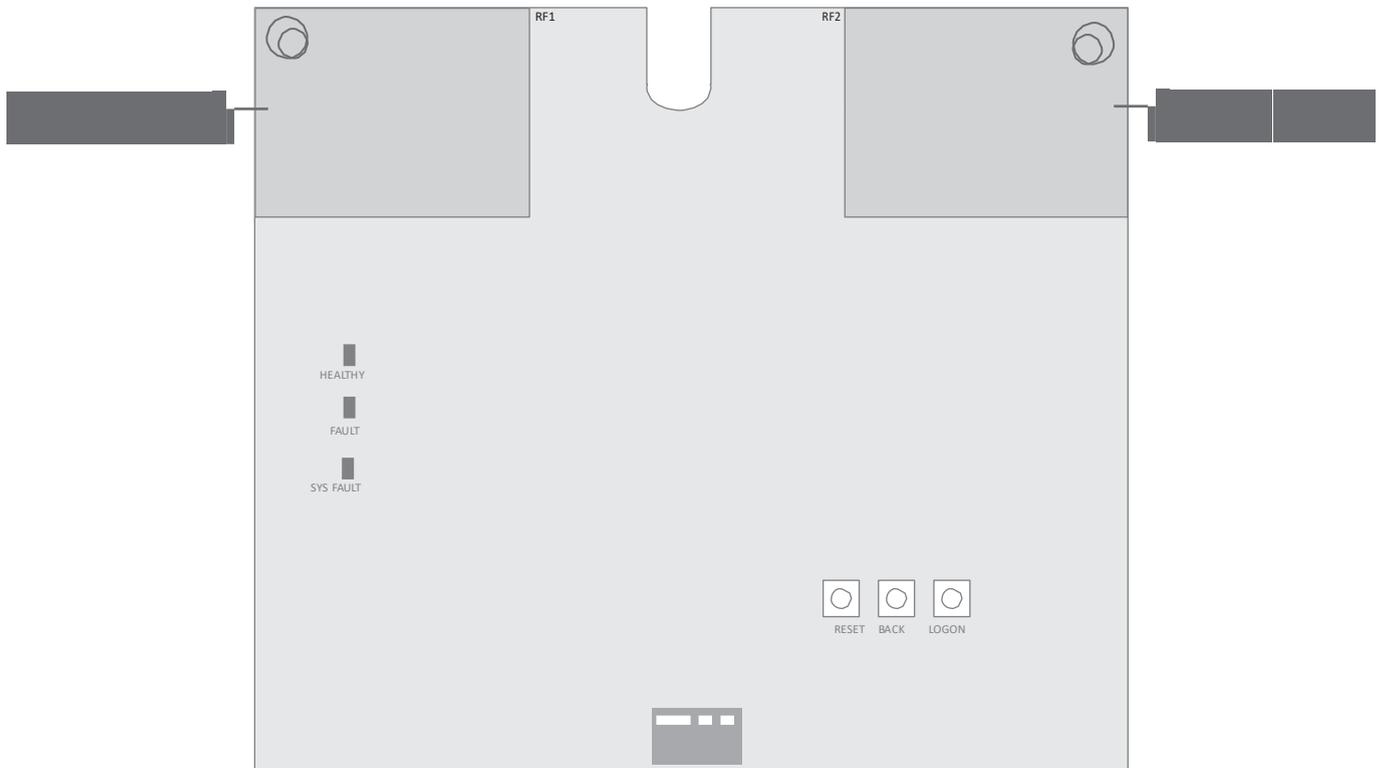 RF1
RF2
HEALTHY
FAULT
SYS FAULT
RESET
BACK
LOGON